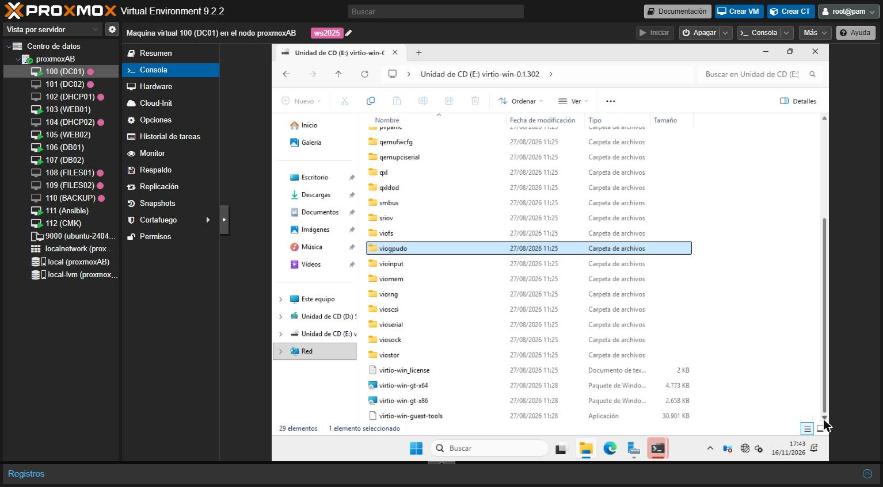 PROXMOX Virtual Environment 9.2.2
Buscar
Documentación
Crear VM
Crear CT
root@pam
Vista por servidor
Maquina virtual 100 (DC01) en el nodo proxmoxAB
ws2025
Iniciar
Apagar
Consola
Más
Ayuda
Centro de datos
proxmoxAB
100 (DC01)
101 (DC02)
102 (DHCP01)
103 (WEB01)
104 (DHCP02)
105 (WEB02)
106 (DB01)
107 (DB02)
108 (FILES01)
109 (FILES02)
110 (BACKUP)
111 (Ansible)
112 (CMK)
9000 (ubuntu-2404...
localnetwork (prox...
local (proxmoxAB)
local-lvm (proxmox...
Resumen
Consola
Hardware
Cloud-Init
Opciones
Historial de tareas
Monitor
Respaldo
Replicación
Snapshots
Cortafuego
Permisos
Unidad de CD (E:) virtio-w
Unidad de CD (E:) virtio-win-0.1.302
Buscar en Unidad de CD (E:)
Nuevo
Ordenar
Ver
Detalles
Inicio
Galería
Escritorio
Descargas
Documentos
Imágenes
Música
Vídeos
Este equipo
Unidad de CD (D:) S
Unidad de CD (E:) v
Red
Nombre Fecha de modificación Tipo Tamaño
pvpanic 27/08/2026 11:25 Carpeta de archivos
qemufwcfg 27/08/2026 11:25 Carpeta de archivos
qemupciserial 27/08/2026 11:25 Carpeta de archivos
qxl 27/08/2026 11:25 Carpeta de archivos
qxldod 27/08/2026 11:25 Carpeta de archivos
smbus 27/08/2026 11:25 Carpeta de archivos
sriov 27/08/2026 11:25 Carpeta de archivos
viofs 27/08/2026 11:25 Carpeta de archivos
viogpudo 27/08/2026 11:25 Carpeta de archivos
vioinput 27/08/2026 11:25 Carpeta de archivos
viomem 27/08/2026 11:25 Carpeta de archivos
viorng 27/08/2026 11:25 Carpeta de archivos
vioscsi 27/08/2026 11:25 Carpeta de archivos
vioserial 27/08/2026 11:25 Carpeta de archivos
viosock 27/08/2026 11:25 Carpeta de archivos
viostor 27/08/2026 11:25 Carpeta de archivos
virtio-win_license 27/08/2026 11:25 Documento de tex... 2 KB
virtio-win-gt-x64 27/08/2026 11:28 Paquete de Windo... 4.773 KB
virtio-win-gt-x86 27/08/2026 11:28 Paquete de Windo... 2.658 KB
virtio-win-guest-tools 27/08/2026 11:28 Aplicación 30.901 KB
29 elementos 1 elemento seleccionado
Buscar
17:43
16/11/2026
Registros